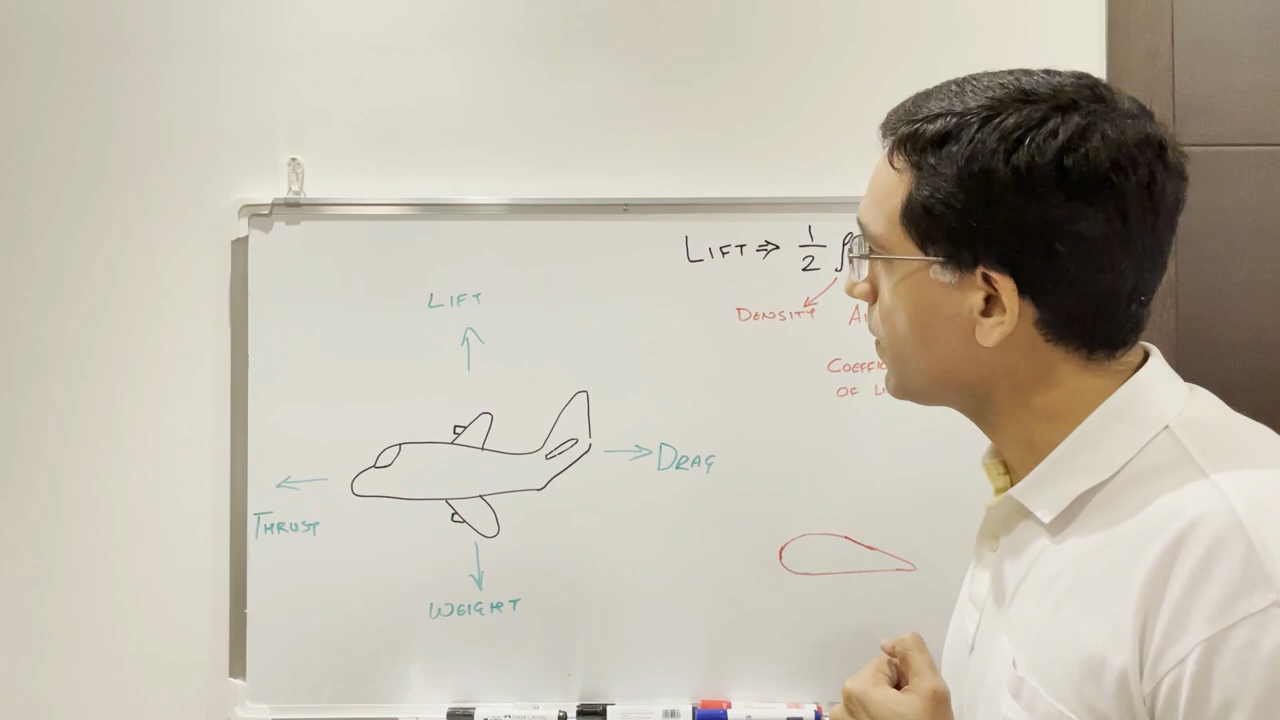 LIFT ⇒ 1/2 ρ
LIFT
DENSITY
DRAG
THRUST
WEIGHT